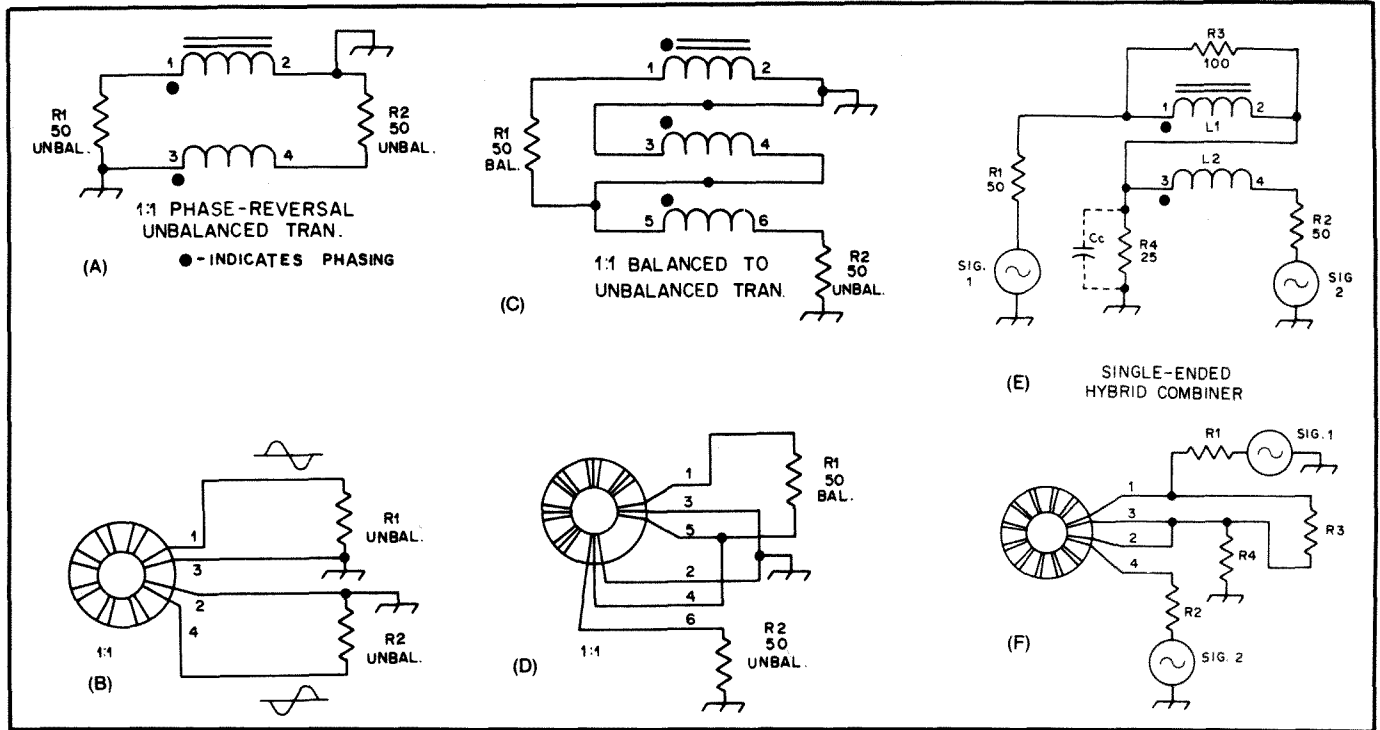 1
2
R1
50
UNBAL.
R2
50
UNBAL.
3
4
1:1 PHASE-REVERSAL
UNBALANCED TRAN.
●-INDICATES PHASING
(A)
1
2
R1
50
BAL.
3
4
5
6
R2
50
UNBAL.
1:1 BALANCED TO
UNBALANCED TRAN.
(C)
R3
100
1
2
L1
R1
50
L2
3
4
Cc
R4
25
R2
50
SIG.
1
SIG
2
(E)
SINGLE-ENDED
HYBRID COMBINER
1
3
2
4
R1
UNBAL.
R2
UNBAL.
1:1
(B)
1
3
5
2
4
6
R1
50
BAL.
R2
50
UNBAL.
1:1
(D)
R1
SIG. 1
1
3
2
4
R4
R3
R2
SIG. 2
(F)